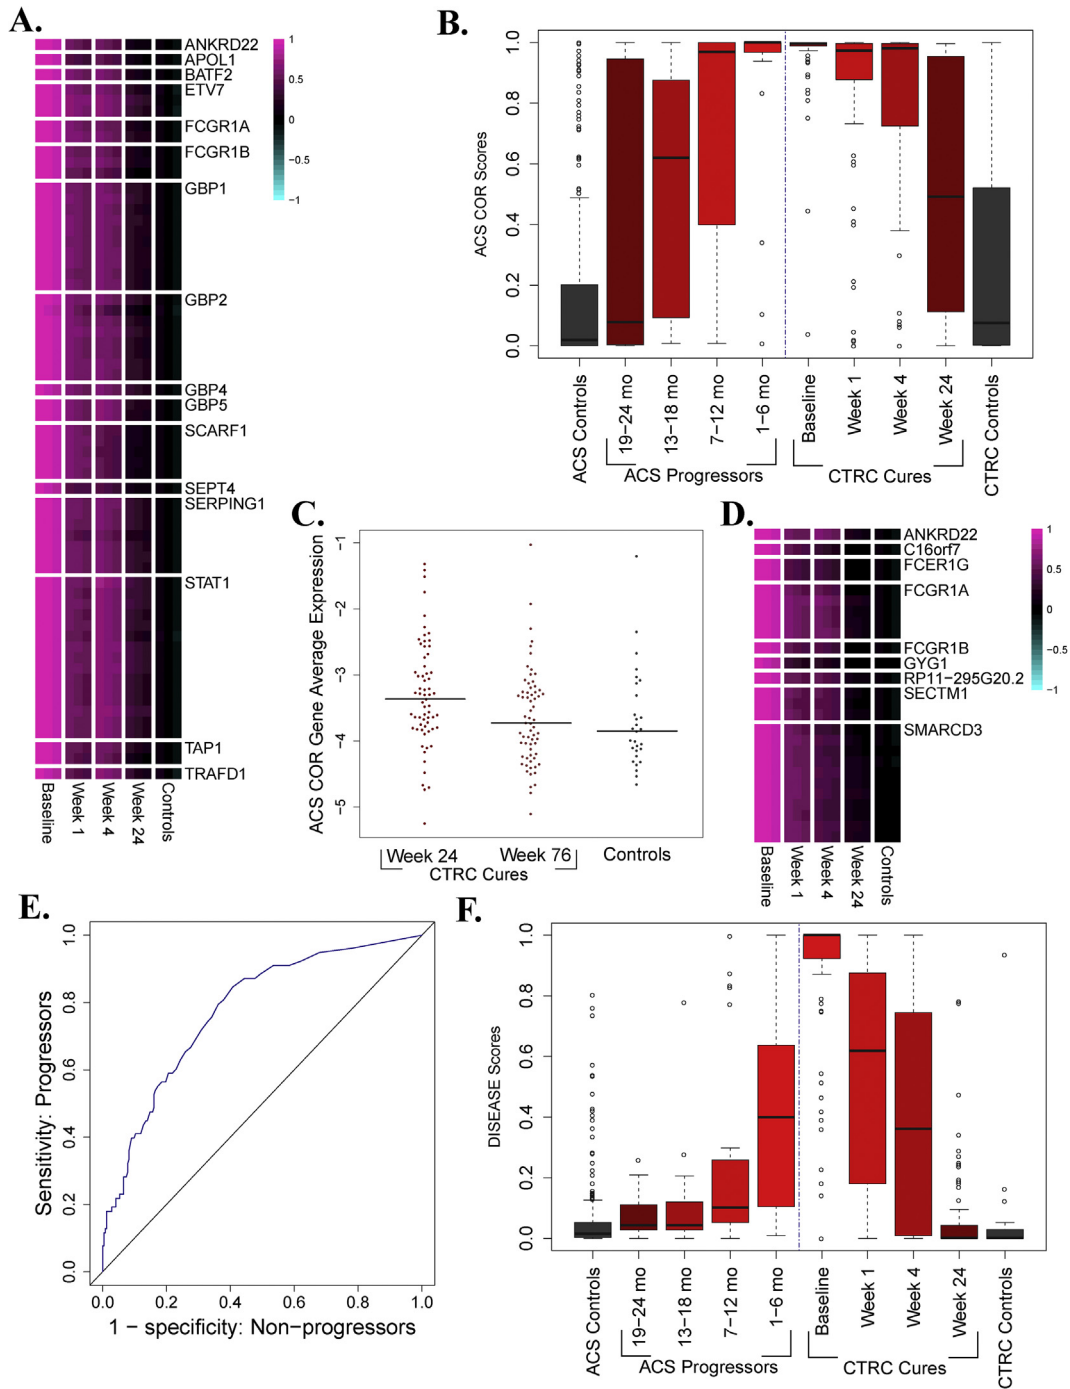 A.
ANKRD22
APOL1
BATF2
ETV7
FCGR1A
FCGR1B
GBP1
GBP2
GBP4
GBP5
SCARF1
SEPT4
SERPING1
STAT1
TAP1
TRAFD1
1
0.5
0
−0.5
−1
Baseline
Week 1
Week 4
Week 24
Controls
B.
ACS COR Scores
1.0
0.8
0.6
0.4
0.2
0.0
ACS Controls
19−24 mo
13−18 mo
7−12 mo
1−6 mo
Baseline
Week 1
Week 4
Week 24
CTRC Controls
ACS Progressors
CTRC Cures
C.
ACS COR Gene Average Expression
−1
−2
−3
−4
−5
Week 24
Week 76
Controls
CTRC Cures
D.
ANKRD22
C16orf7
FCER1G
FCGR1A
FCGR1B
GYG1
RP11−295G20.2
SECTM1
SMARCD3
1
0.5
0
−0.5
−1
Baseline
Week 1
Week 4
Week 24
Controls
E.
Sensitivity: Progressors
1.0
0.8
0.6
0.4
0.2
0.0
0.0
0.2
0.4
0.6
0.8
1.0
1 − specificity: Non−progressors
F.
DISEASE Scores
1.0
0.8
0.6
0.4
0.2
0.0
ACS Controls
19−24 mo
13−18 mo
7−12 mo
1−6 mo
Baseline
Week 1
Week 4
Week 24
CTRC Controls
ACS Progressors
CTRC Cures